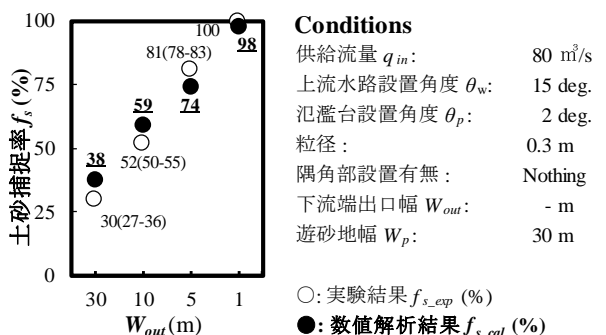 土砂捕捉率 f_s (%)
100
75
50
25
0
100
98
81(78-83)
74
59
52(50-55)
38
30(27-36)
30 10 5 1
W_out (m)
Conditions
供給流量 q_in: 80 ㎥/s
上流水路設置角度 θ_w: 15 deg.
氾濫台設置角度 θ_p: 2 deg.
粒径: 0.3 m
隅角部設置有無: Nothing
下流端出口幅 W_out: - m
遊砂地幅 W_p: 30 m
○: 実験結果 f_s_exp (%)
●: 数値解析結果 f_s_cal (%)